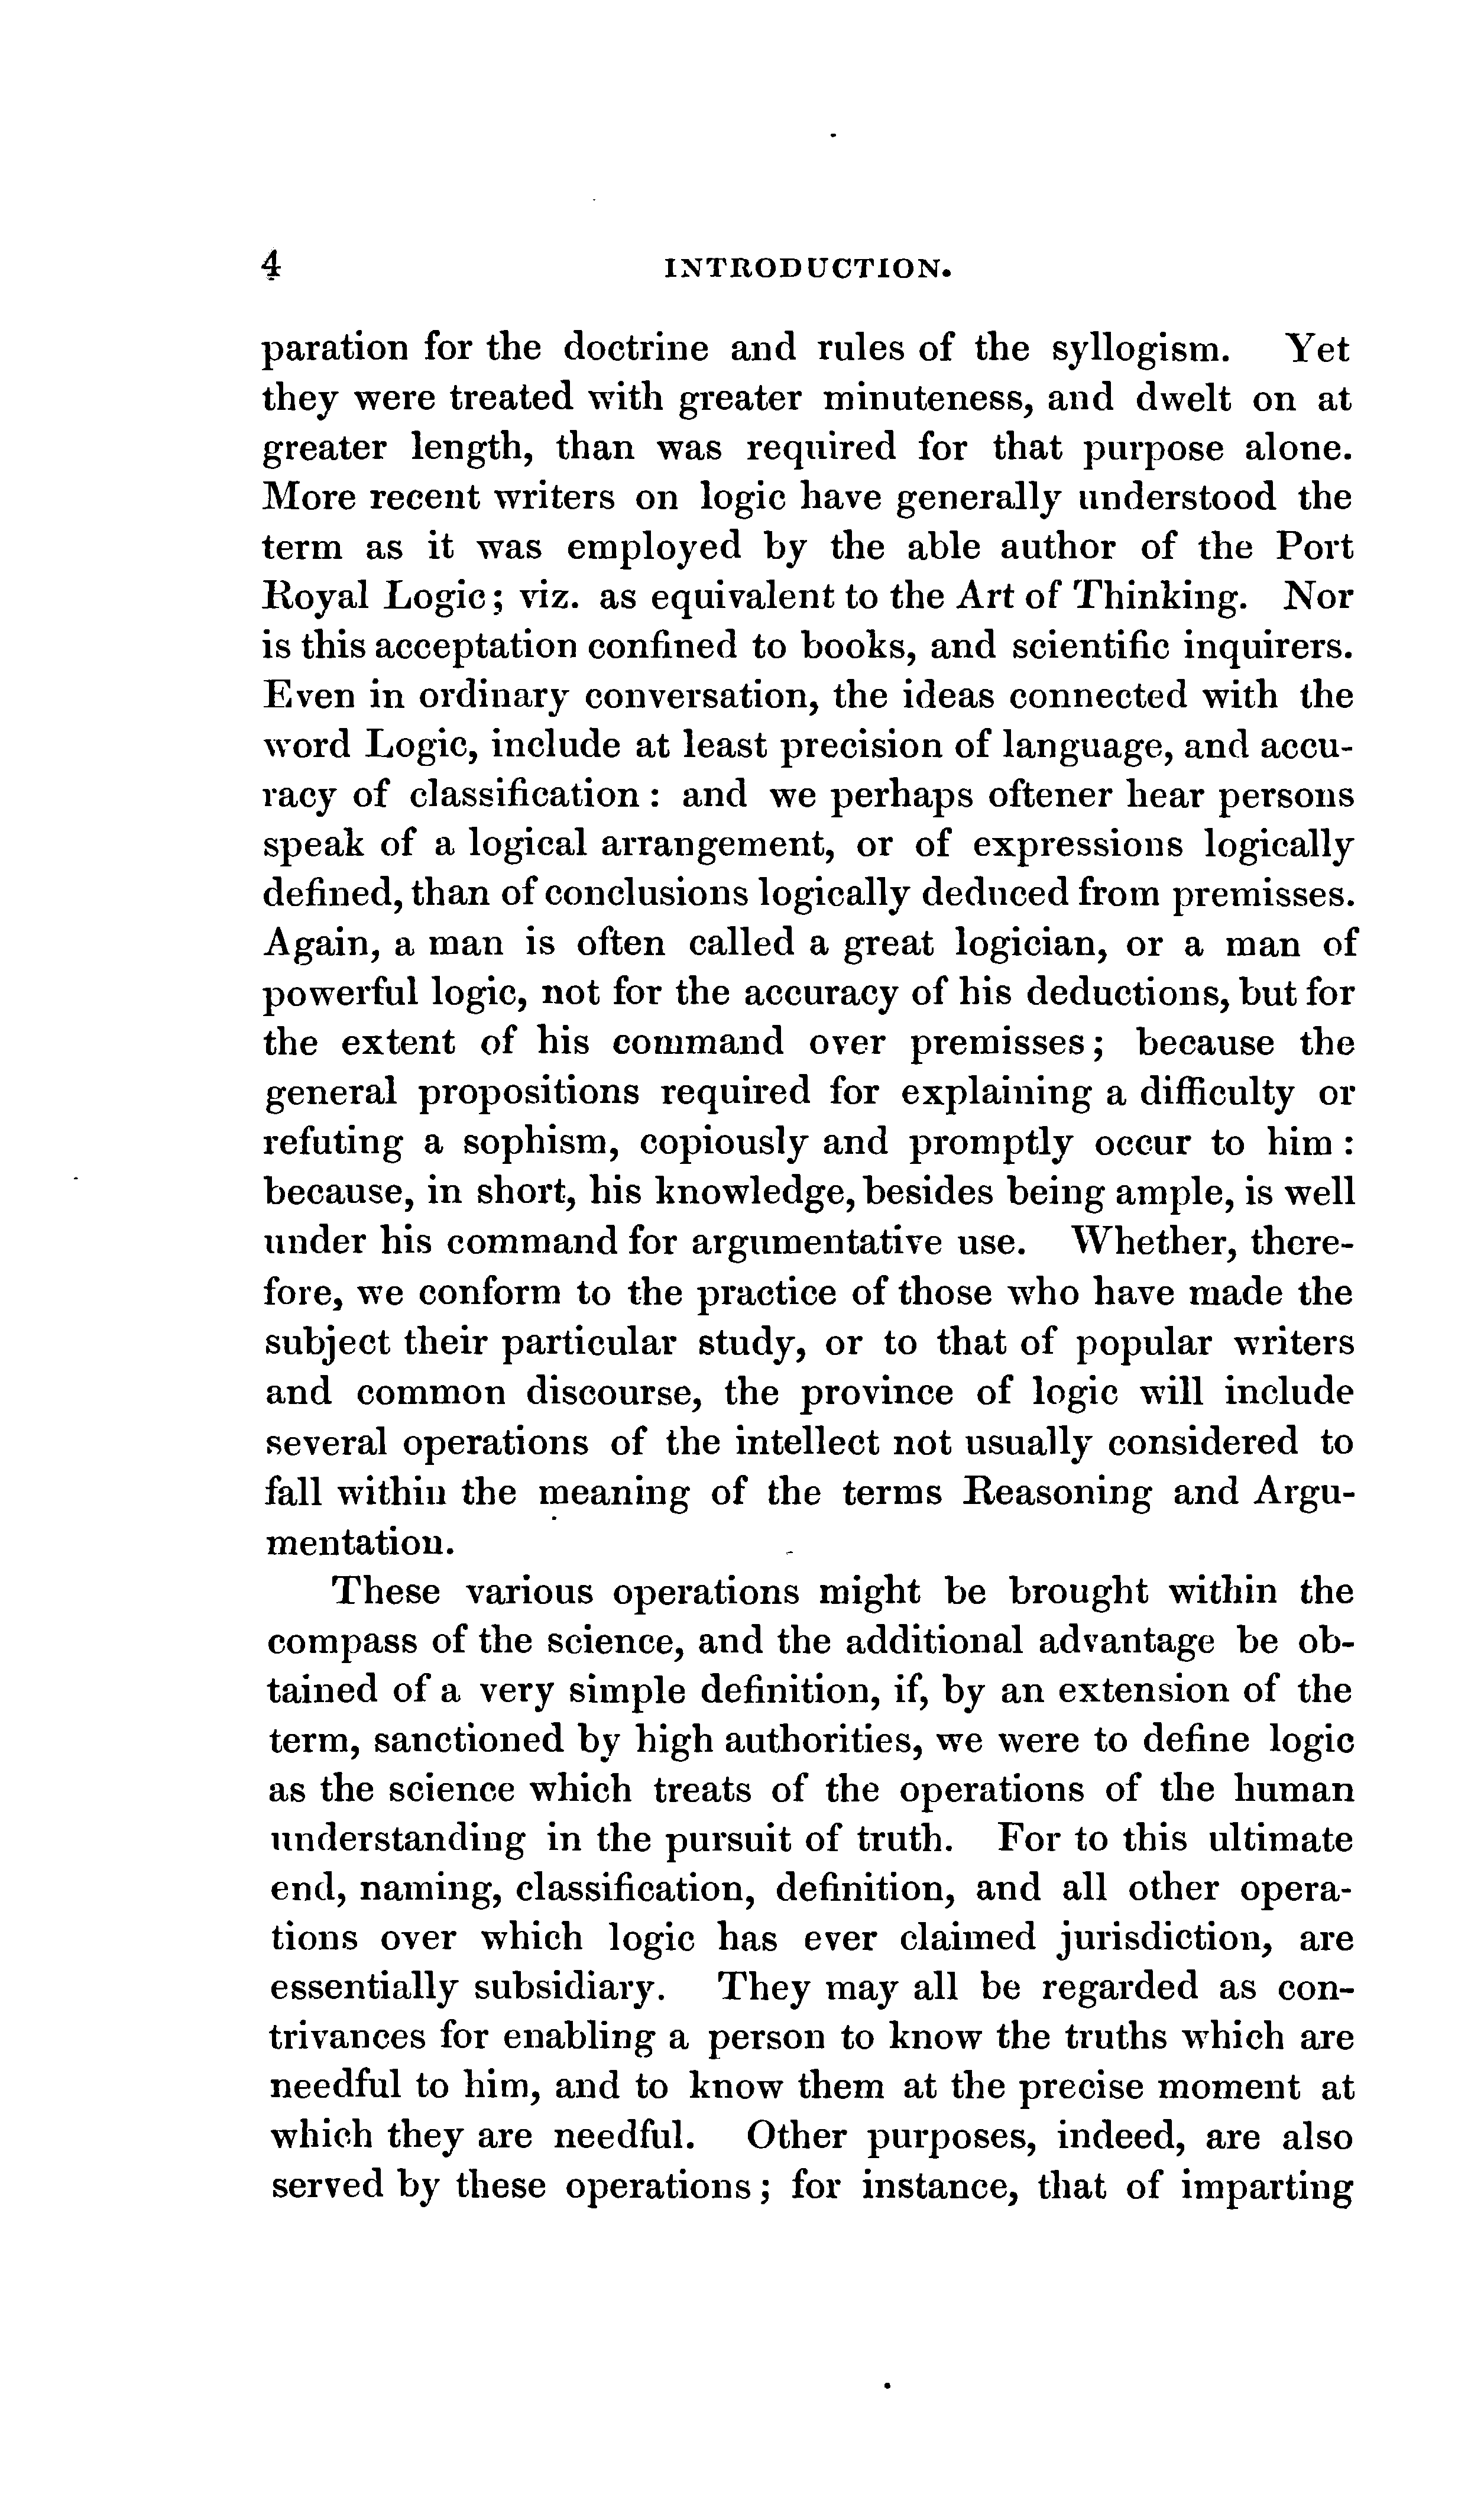 4 INTRODUCTION.
paration for the doctrine and rules of the syllogism. Yet
they were treated with greater minuteness, and dwelt on at
greater length, than was required for that purpose alone.
More recent writers on logic have generally understood the
term as it was employed by the able author of the Port
Royal Logic; viz. as equivalent to the Art of Thinking. Nor
is this acceptation confined to books, and scientific inquirers.
Even in ordinary conversation, the ideas connected with the
word Logic, include at least precision of language, and accu-
racy of classification : and we perhaps oftener hear persons
speak of a logical arrangement, or of expressions logically
defined, than of conclusions logically deduced from premisses.
Again, a man is often called a great logician, or a man of
powerful logic, not for the accuracy of his deductions, but for
the extent of his command over premisses; because the
general propositions required for explaining a difficulty or
refuting a sophism, copiously and promptly occur to him :
because, in short, his knowledge, besides being ample, is well
under his command for argumentative use. Whether, there-
fore, we conform to the practice of those who have made the
subject their particular study, or to that of popular writers
and common discourse, the province of logic will include
several operations of the intellect not usually considered to
fall within the meaning of the terms Reasoning and Argu-
mentation.
These various operations might be brought within the
compass of the science, and the additional advantage be ob-
tained of a very simple definition, if, by an extension of the
term, sanctioned by high authorities, we were to define logic
as the science which treats of the operations of the human
understanding in the pursuit of truth. For to this ultimate
end, naming, classification, definition, and all other opera-
tions over which logic has ever claimed jurisdiction, are
essentially subsidiary. They may all be regarded as con-
trivances for enabling a person to know the truths which are
needful to him, and to know them at the precise moment at
which they are needful. Other purposes, indeed, are also
served by these operations; for instance, that of imparting